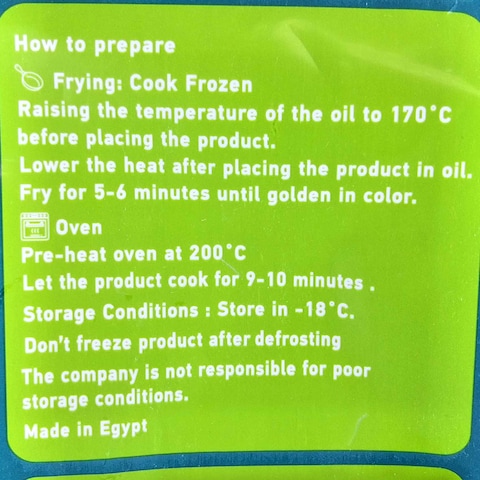 How to prepare
Frying: Cook Frozen
Raising the temperature of the oil to 170°C
before placing the product.
Lower the heat after placing the product in oil.
Fry for 5-6 minutes until golden in color.
Oven
Pre-heat oven at 200°C
Let the product cook for 9-10 minutes .
Storage Conditions : Store in -18°C.
Don't freeze product after defrosting
The company is not responsible for poor
storage conditions.
Made in Egypt